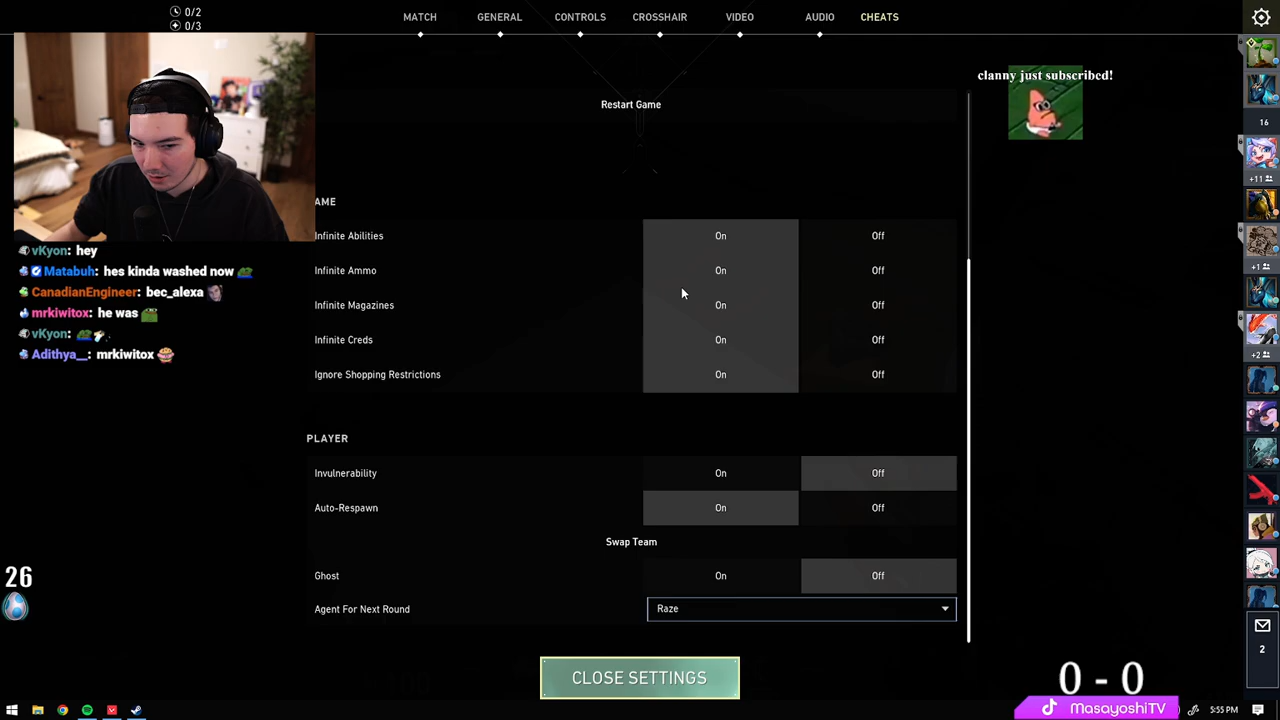 0/2
0/3
MATCH GENERAL CONTROLS CROSSHAIR VIDEO AUDIO CHEATS
clanny just subscribed!
Restart Game
16
+11
AME
Infinite Abilities On Off
vKyon: hey
Matabuh: hes kinda washed now
Infinite Ammo On Off
+1
CanadianEngineer: bec_alexa
Infinite Magazines On Off
mrkiwitox: he was
vKyon:
Infinite Creds On Off
Adithya__: mrkiwitox
+2
Ignore Shopping Restrictions On Off
PLAYER
Invulnerability On Off
Auto-Respawn On Off
Swap Team
26
Ghost On Off
Agent For Next Round Raze
2
CLOSE SETTINGS
0 - 0
MasayoshiTV
5:55 PM